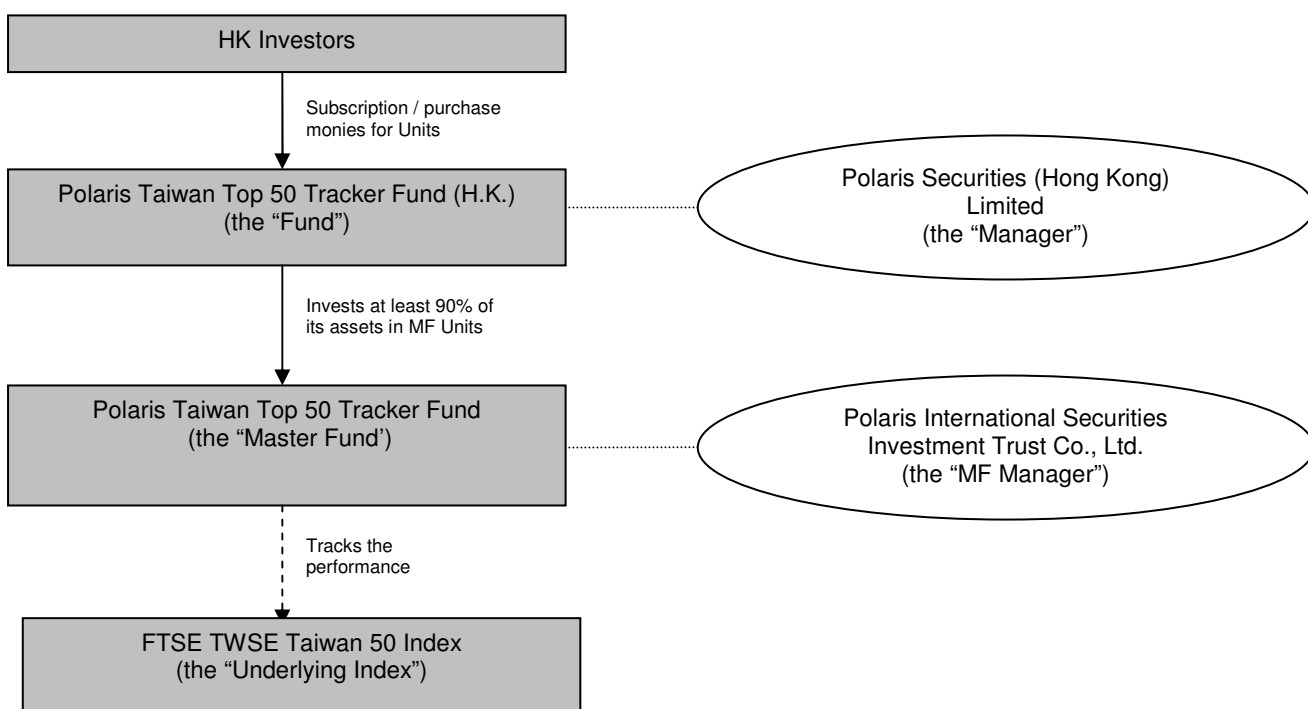 HK Investors
Subscription / purchase
monies for Units
Polaris Taiwan Top 50 Tracker Fund (H.K.)
(the “Fund”)
Polaris Securities (Hong Kong)
Limited
(the “Manager”)
Invests at least 90% of
its assets in MF Units
Polaris Taiwan Top 50 Tracker Fund
(the “Master Fund’)
Polaris International Securities
Investment Trust Co., Ltd.
(the “MF Manager”)
Tracks the
performance
FTSE TWSE Taiwan 50 Index
(the “Underlying Index”)